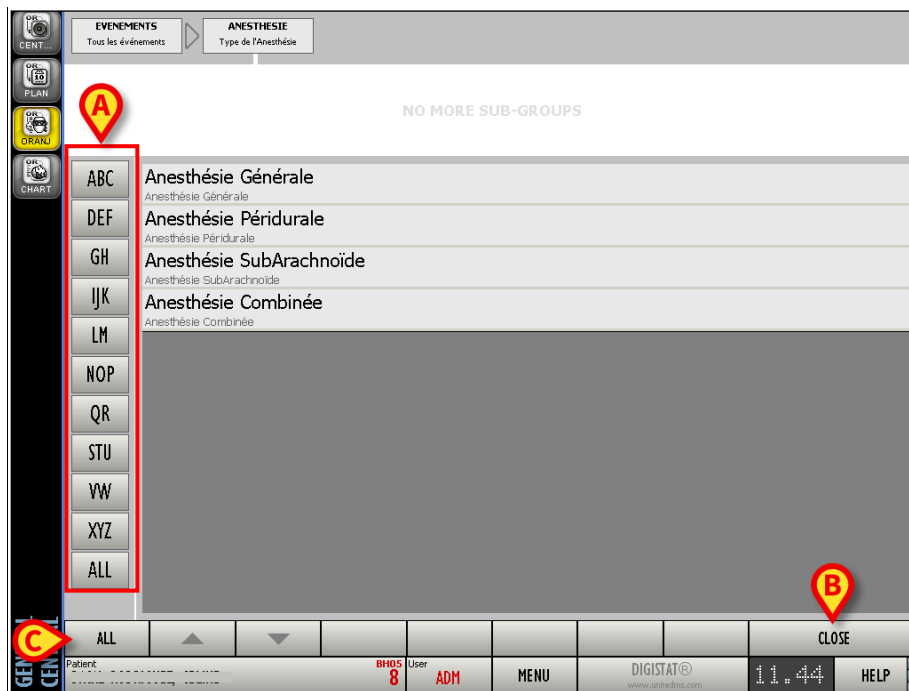 OR
CENT...
OR
PLAN
OR
ORANJ
OR
CHART
EVENEMENTS
Tous les événements
ANESTHESIE
Type de l'Anesthésie
NO MORE SUB-GROUPS
A
ABC
DEF
GH
IJK
LM
NOP
QR
STU
VW
XYZ
ALL
Anesthésie Générale
Anesthésie Générale
Anesthésie Péridurale
Anesthésie Péridurale
Anesthésie SubArachnoïde
Anesthésie SubArachnoïde
Anesthésie Combinée
Anesthésie Combinée
B
C
ALL
CLOSE
Patient
BH05
8
User
ADM
MENU
DIGISTAT®
www.unitedms.com
11.44
HELP